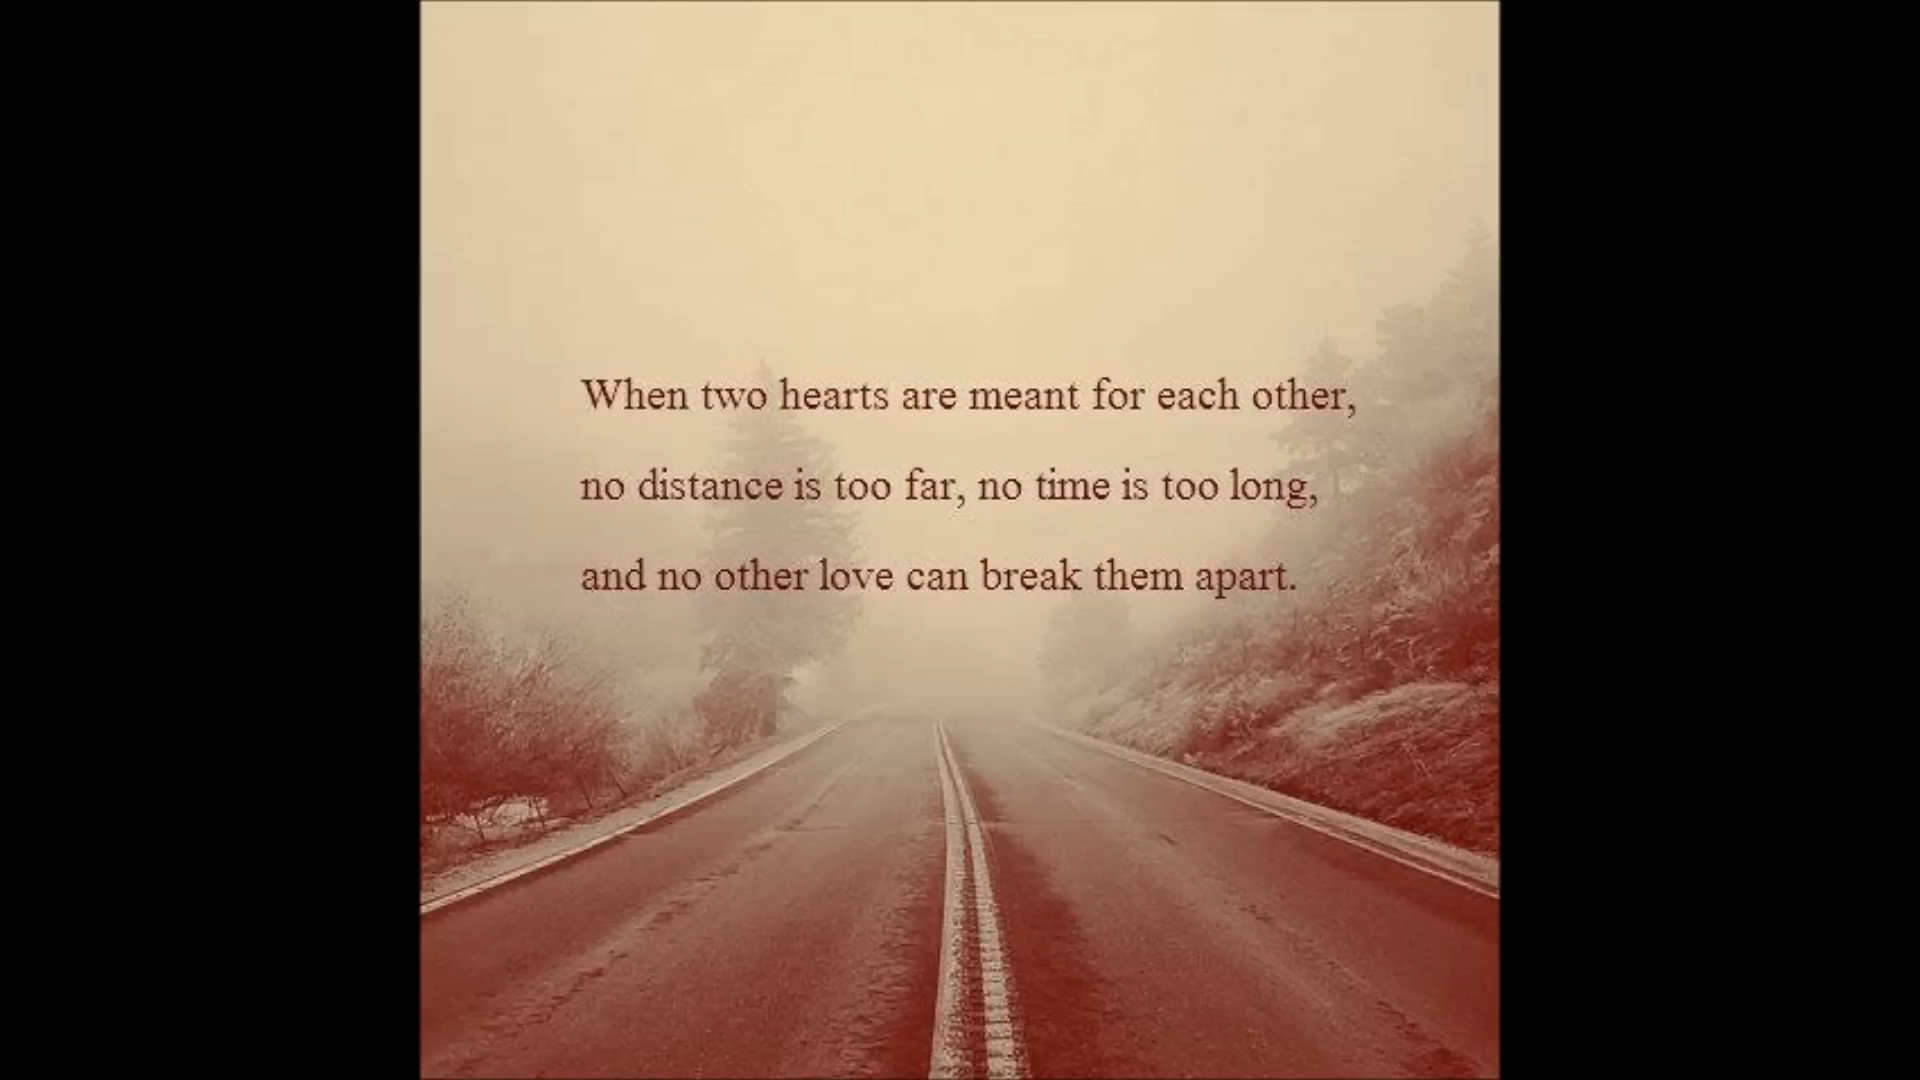 When two hearts are meant for each other,
no distance is too far, no time is too long,
and no other love can break them apart.